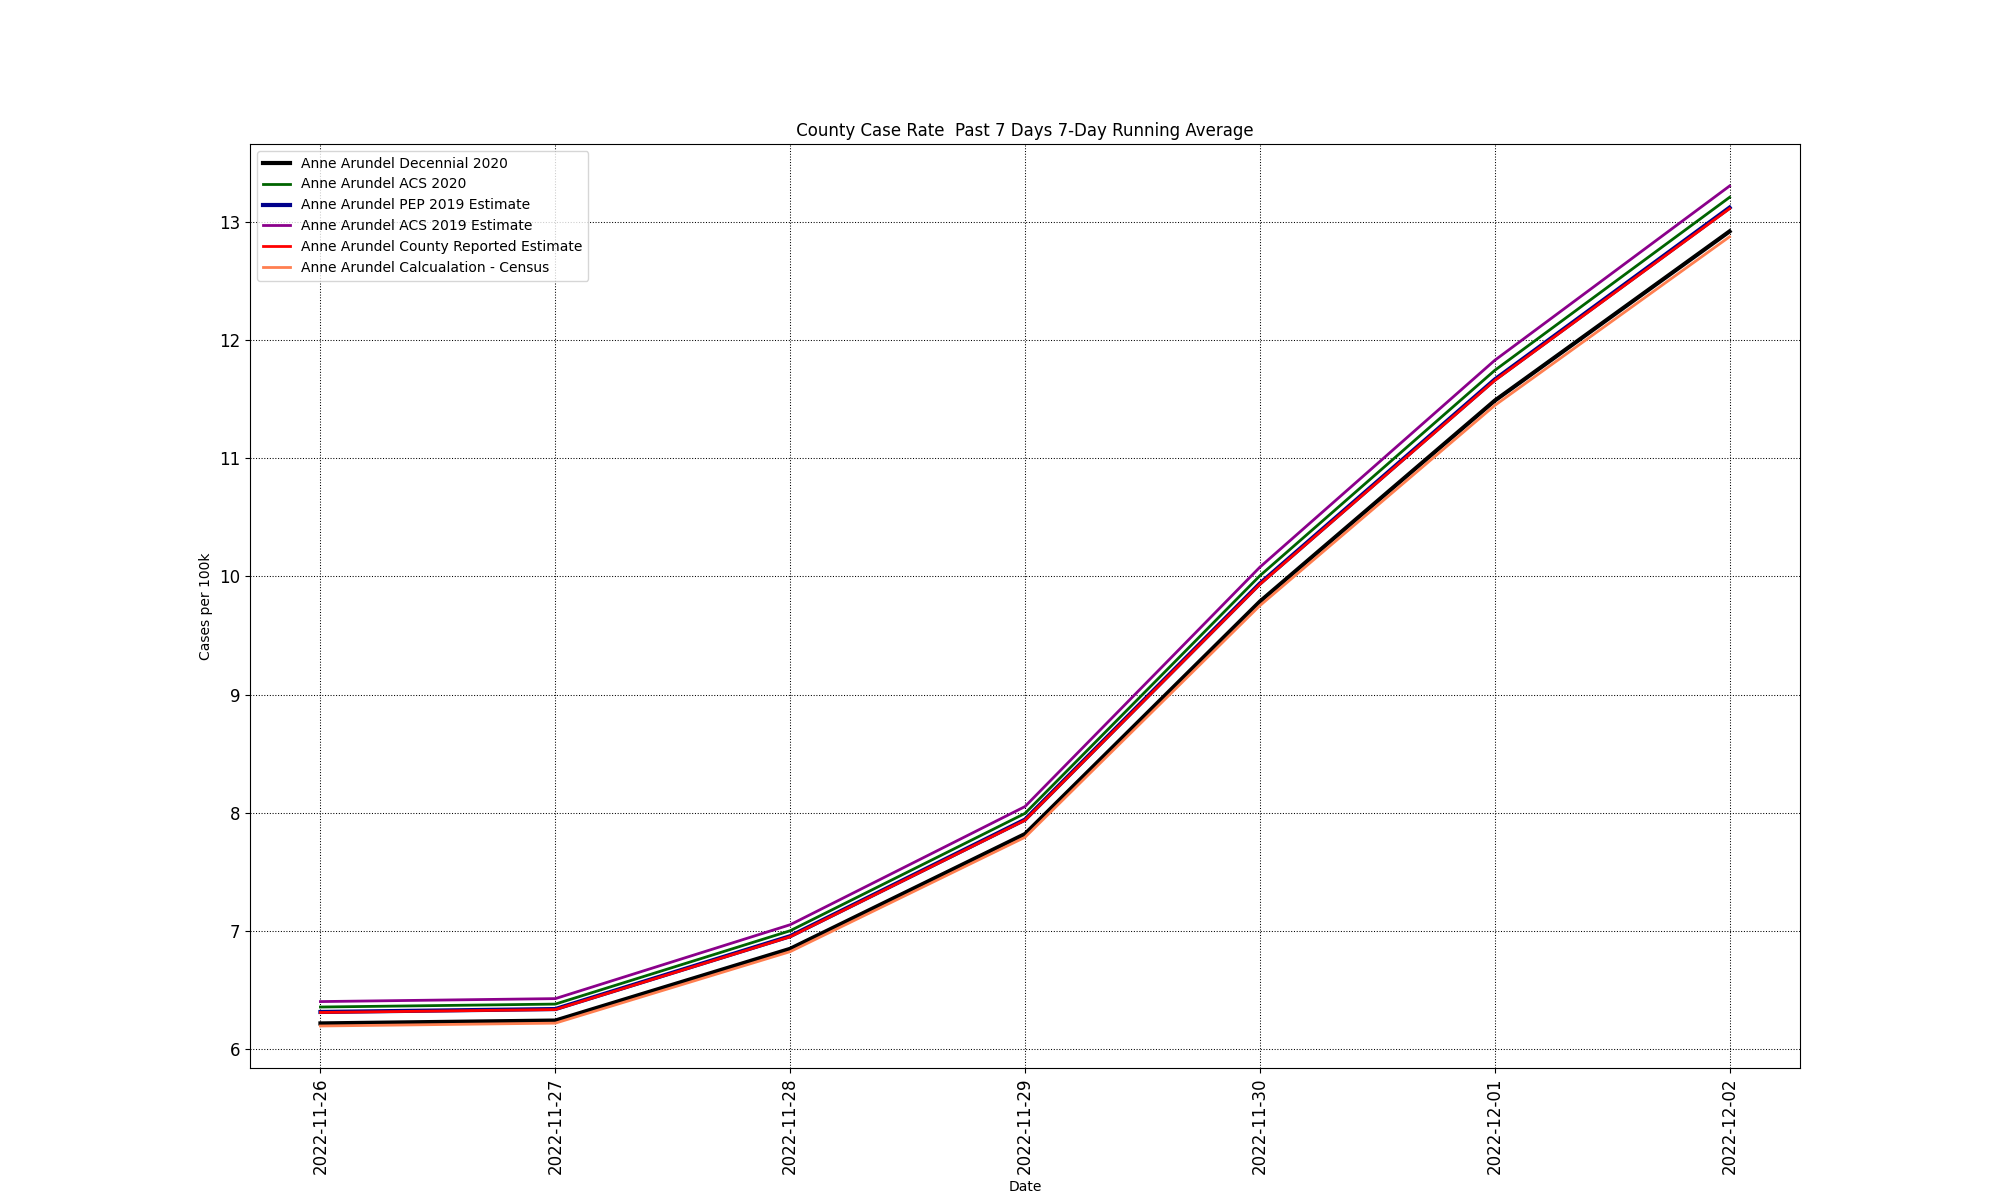 County Case Rate  Past 7 Days 7-Day Running Average
Anne Arundel Decennial 2020
Anne Arundel ACS 2020
Anne Arundel PEP 2019 Estimate
Anne Arundel ACS 2019 Estimate
Anne Arundel County Reported Estimate
Anne Arundel Calcualation - Census
Cases per 100k
13
12
11
10
9
8
7
6
2022-11-26
2022-11-27
2022-11-28
2022-11-29
2022-11-30
2022-12-01
2022-12-02
Date